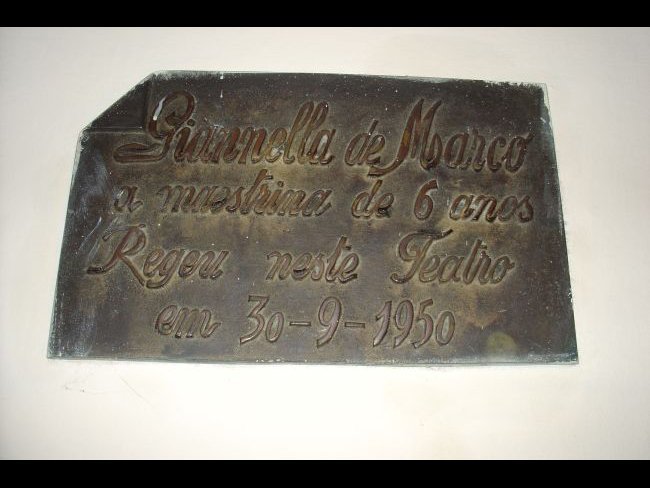 Giannella de Marco
a maestrina de 6 anos
Regeu neste Teatro
em 30-9-1950